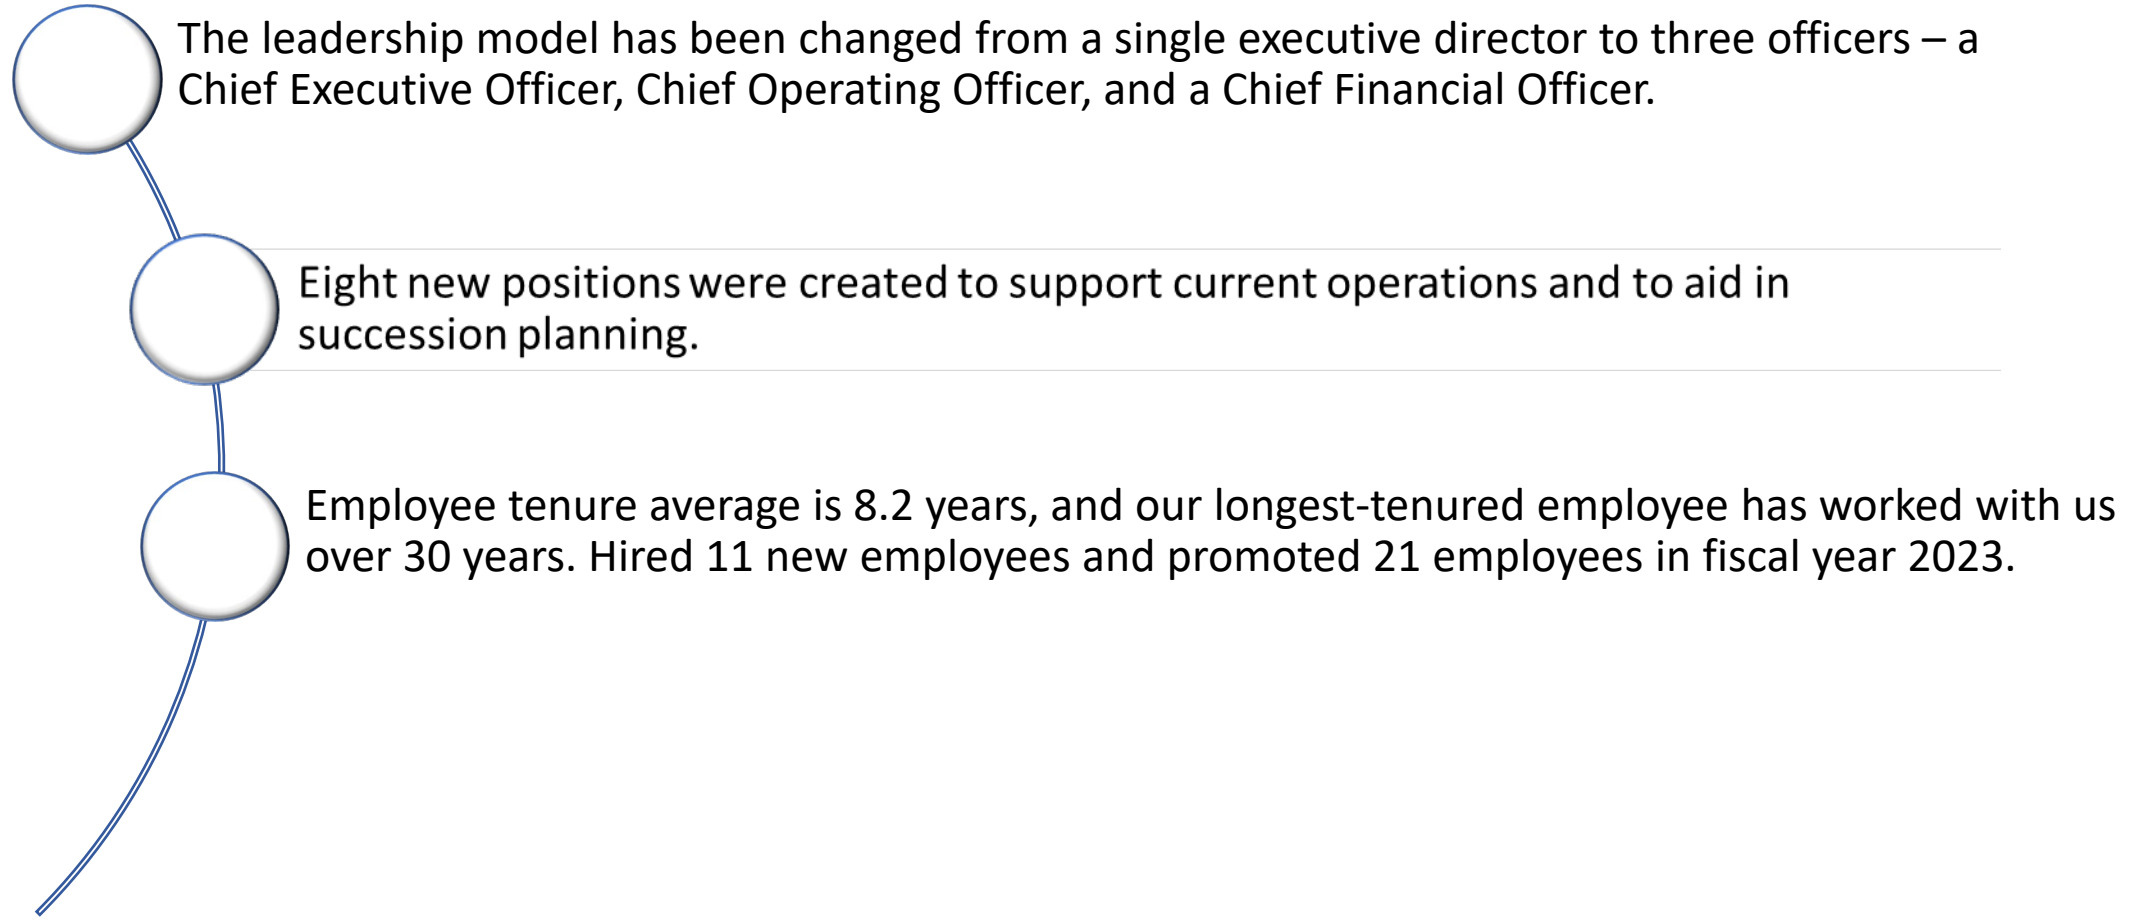 The leadership model has been changed from a single executive director to three officers – a
Chief Executive Officer, Chief Operating Officer, and a Chief Financial Officer.
Eight new positions were created to support current operations and to aid in
succession planning.
Employee tenure average is 8.2 years, and our longest-tenured employee has worked with us
over 30 years. Hired 11 new employees and promoted 21 employees in fiscal year 2023.